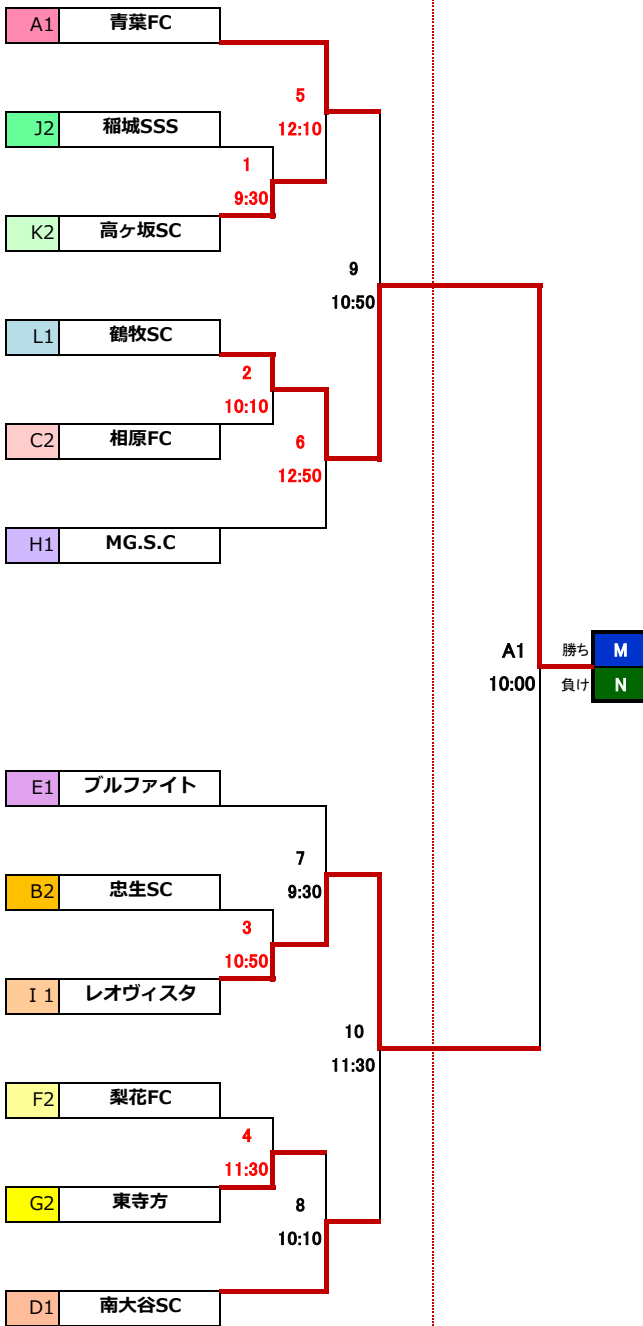 A1 青葉FC
5
12:10
J2 稲城SSS
1
9:30
K2 高ヶ坂SC
9
10:50
L1 鶴牧SC
2
10:10
C2 相原FC
6
12:50
H1 MG.S.C
A1 勝ち M
10:00 負け N
E1 ブルファイト
7
9:30
B2 忠生SC
3
10:50
I 1 レオヴィスタ
10
11:30
F2 梨花FC
4
11:30
G2 東寺方
8
10:10
D1 南大谷SC